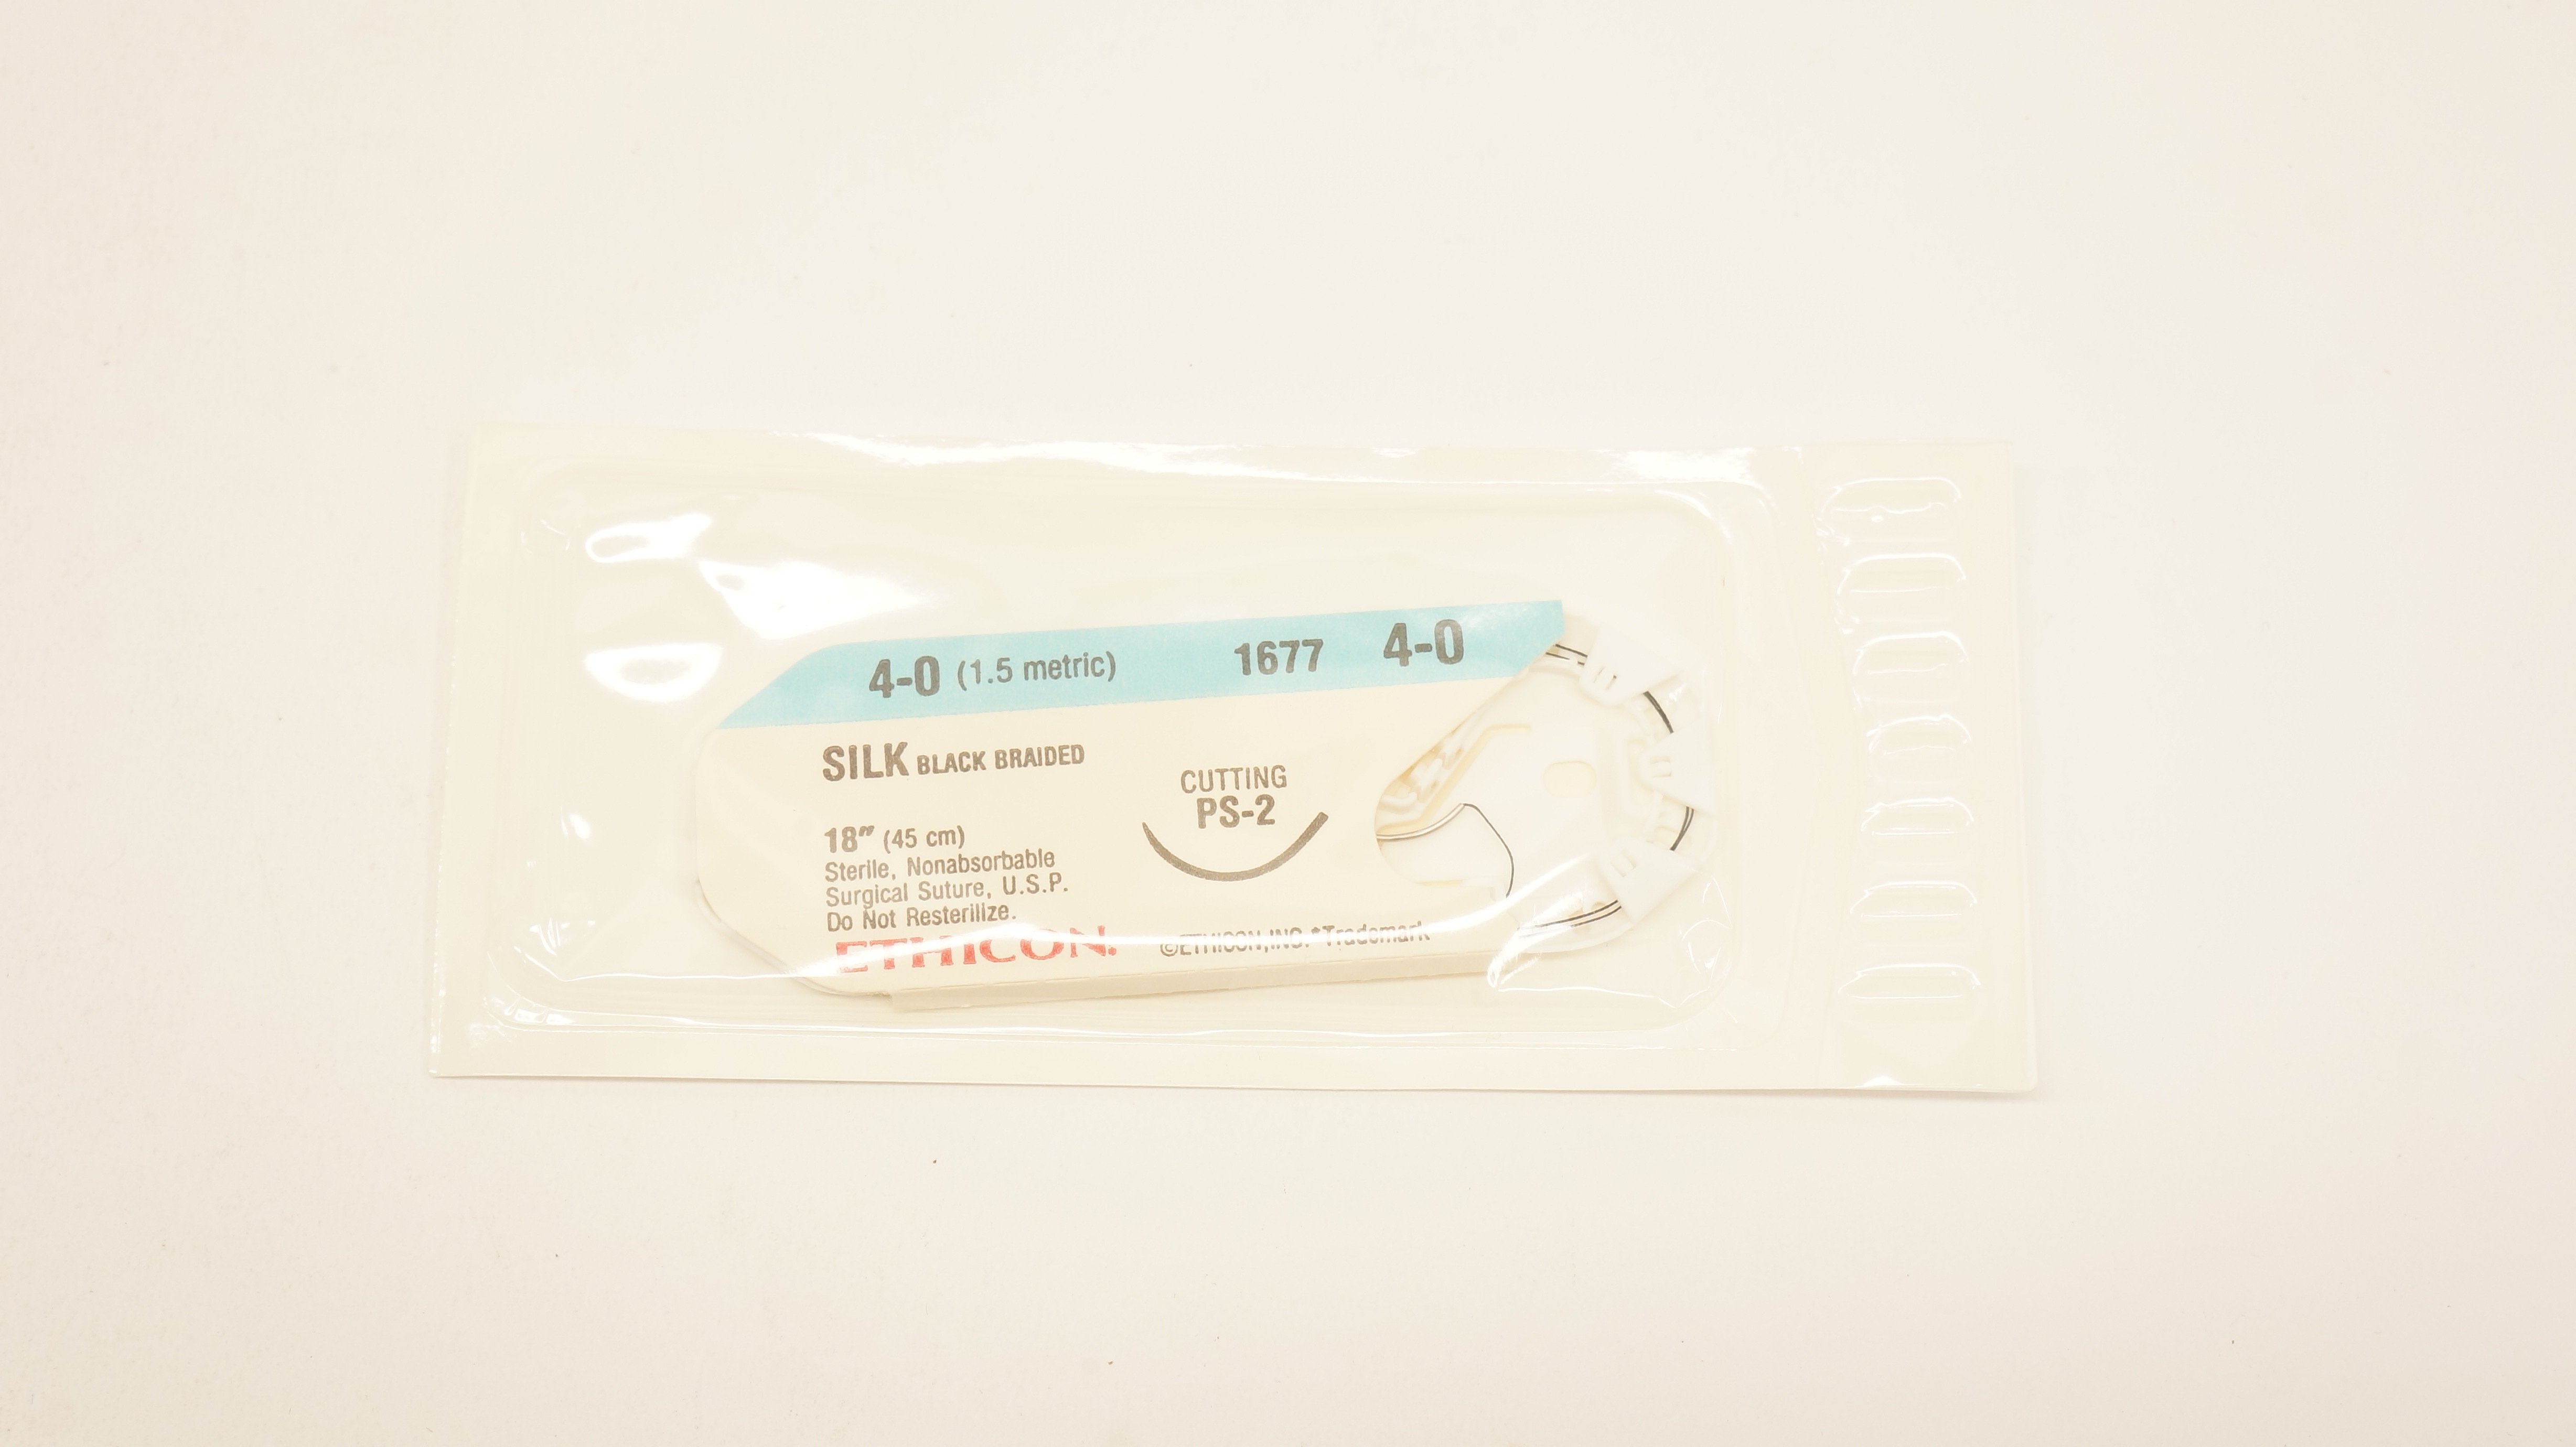 4-0 (1.5 metric) 1677 4-0
SILK BLACK BRAIDED
CUTTING
PS-2
18" (45 cm)
Sterile, Nonabsorbable
Surgical Suture, U.S.P.
Do Not Resterilize.
ETHICON. ©ETHICON,INC.*Trademark